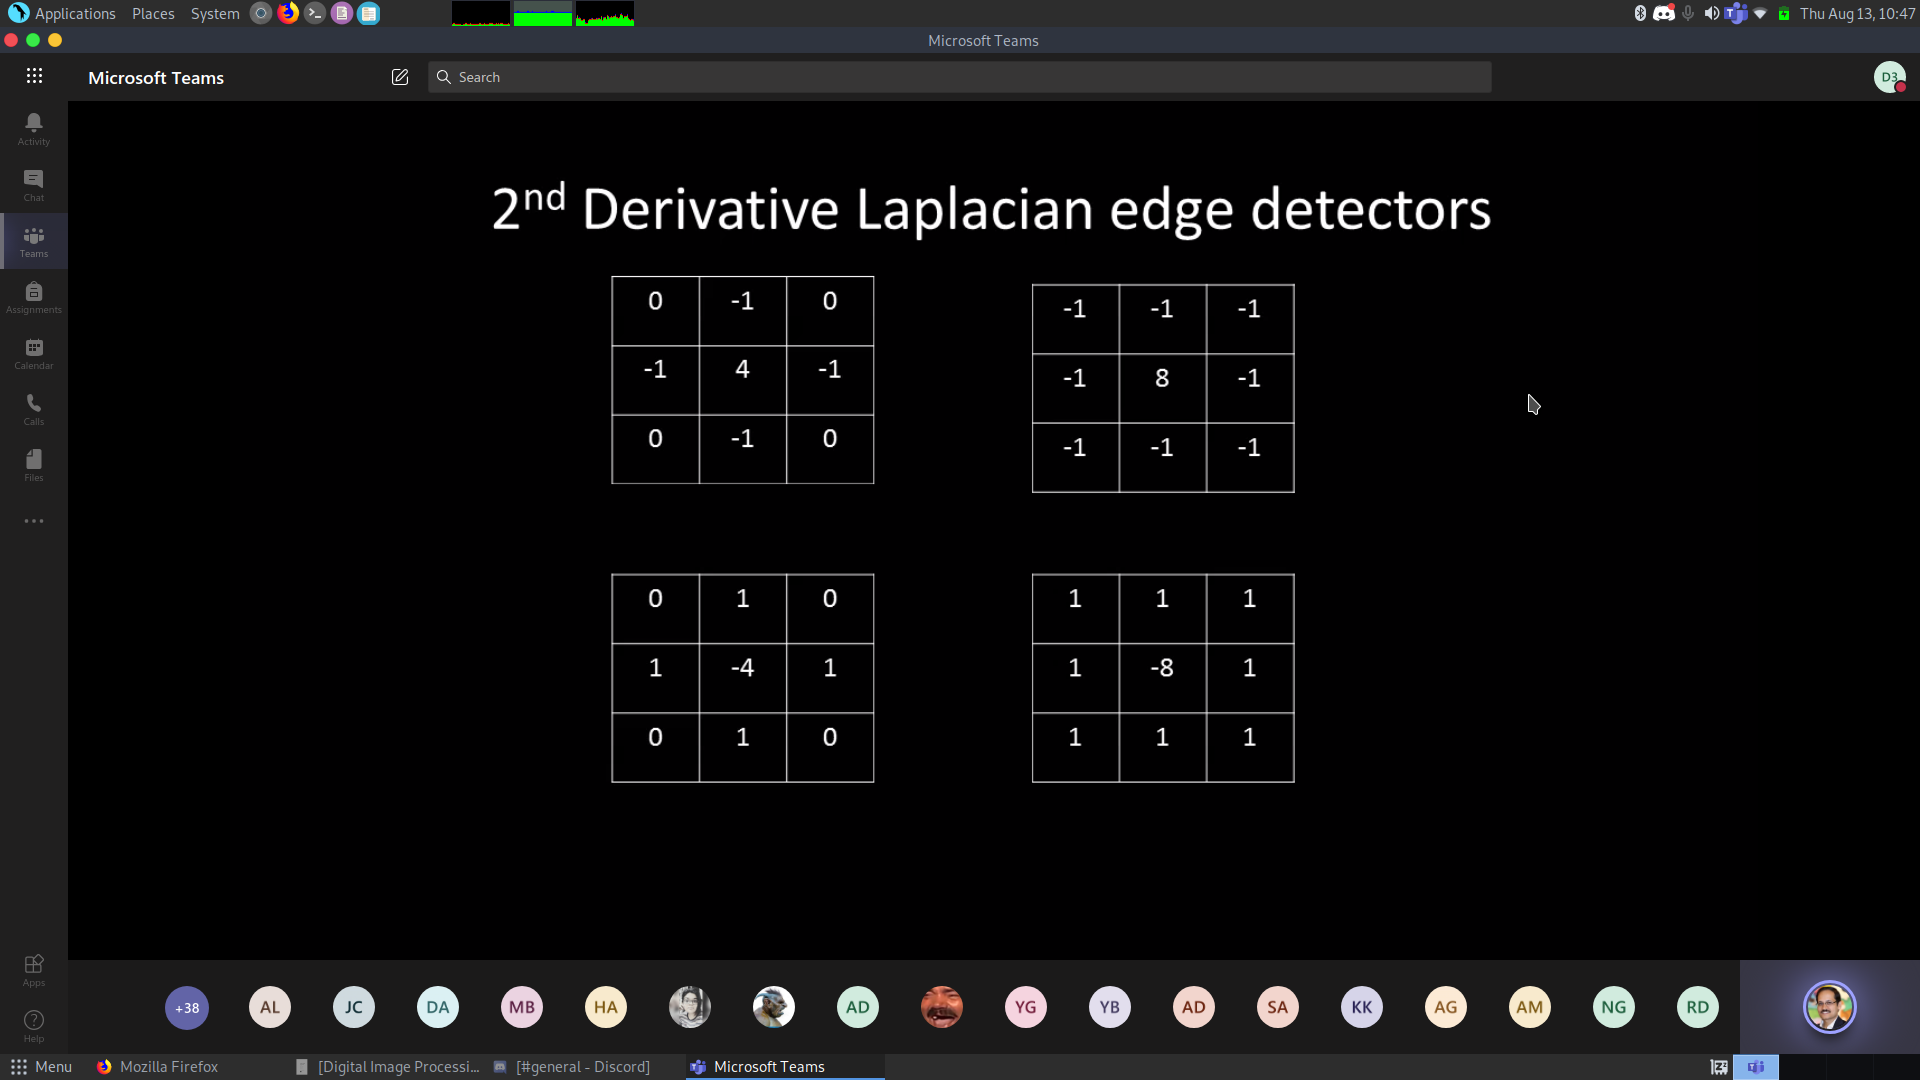 Applications Places System Thu Aug 13, 10:47
Microsoft Teams
Microsoft Teams Search D3
Activity
Chat
Teams
Assignments
Calendar
Calls
Files
2nd Derivative Laplacian edge detectors
0 -1 0
-1 4 -1
0 -1 0
-1 -1 -1
-1 8 -1
-1 -1 -1
0 1 0
1 -4 1
0 1 0
1 1 1
1 -8 1
1 1 1
Apps
Help
+38 AL JC DA MB HA AD YG YB AD SA KK AG AM NG RD
Menu Mozilla Firefox [Digital Image Processi... [#general - Discord] Microsoft Teams